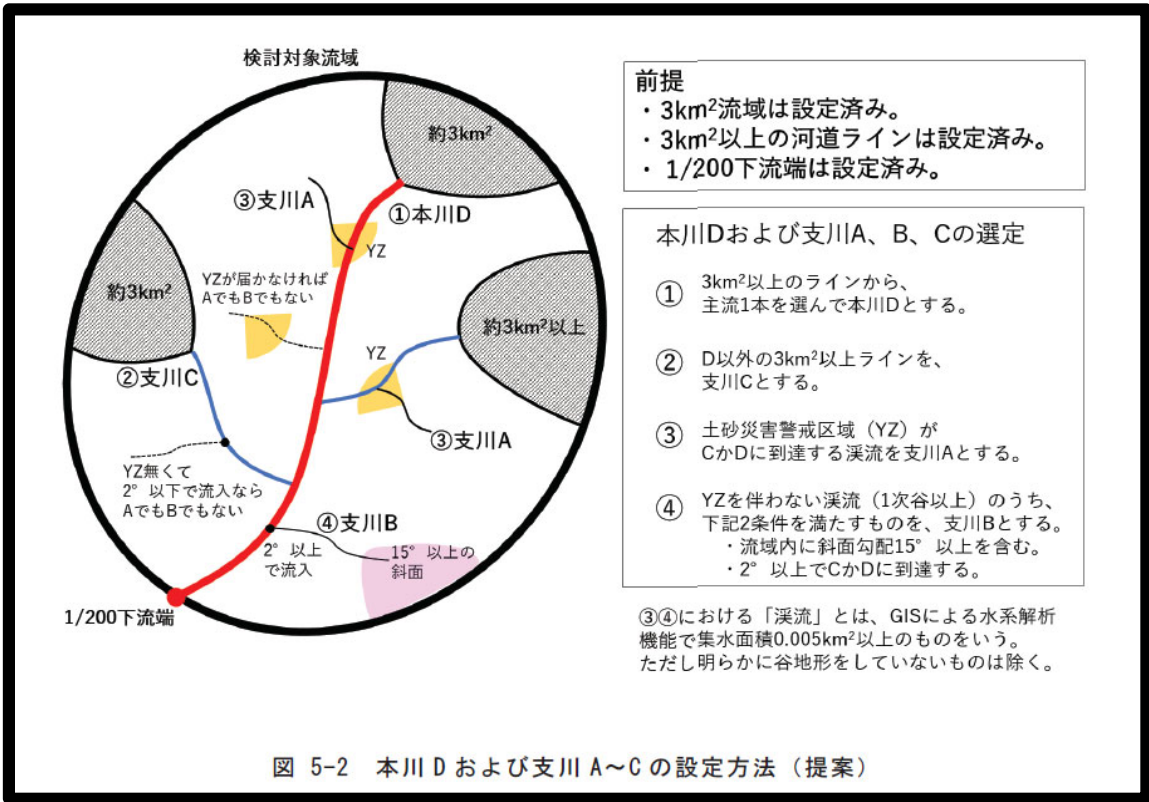 検討対象流域
約3km²
③支川A
①本川D
YZ
YZが届かなければ
AでもBでもない
約3km²
約3km²以上
YZ
②支川C
③支川A
YZ無くて
2°以下で流入なら
AでもBでもない
④支川B
2°以上
で流入
15°以上の
斜面
1/200下流端
前提
・3km²流域は設定済み。
・3km²以上の河道ラインは設定済み。
・1/200下流端は設定済み。
本川Dおよび支川A、B、Cの選定
① 3km²以上のラインから、
主流1本を選んで本川Dとする。
② D以外の3km²以上ラインを、
支川Cとする。
③ 土砂災害警戒区域（YZ）が
CかDに到達する渓流を支川Aとする。
④ YZを伴わない渓流（1次谷以上）のうち、
下記2条件を満たすものを、支川Bとする。
・流域内に斜面勾配15°以上を含む。
・2°以上でCかDに到達する。
③④における「渓流」とは、GISによる水系解析
機能で集水面積0.005km²以上のものをいう。
ただし明らかに谷地形をしていないものは除く。
図 5-2 本川Dおよび支川A～Cの設定方法（提案）